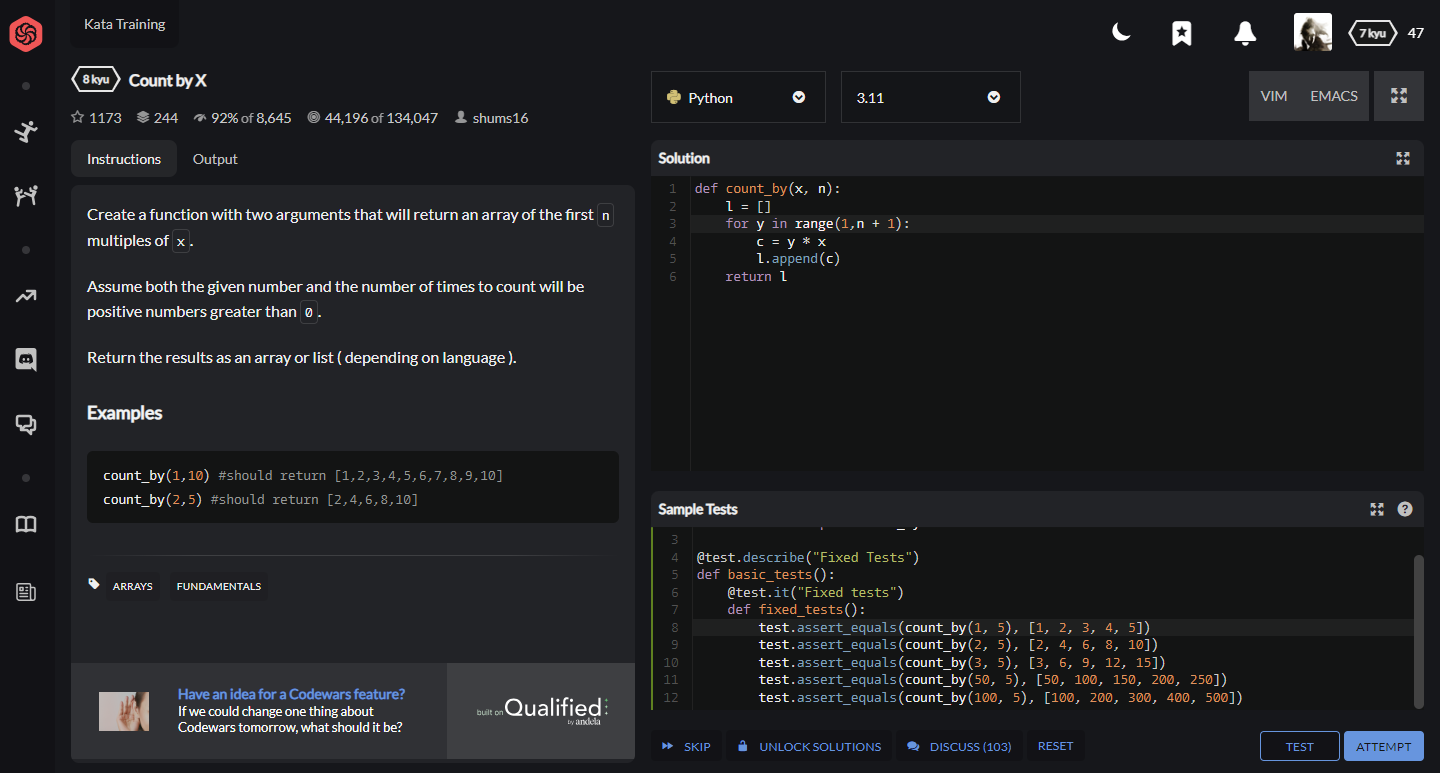 Kata Training
7 kyu 47
8 kyu Count by X
1173 244 92% of 8,645 44,196 of 134,047 shums16
Python
3.11
VIM EMACS
Instructions Output
Create a function with two arguments that will return an array of the first n
multiples of x.
Assume both the given number and the number of times to count will be
positive numbers greater than 0.
Return the results as an array or list ( depending on language ).
Examples
count_by(1,10) #should return [1,2,3,4,5,6,7,8,9,10]
count_by(2,5) #should return [2,4,6,8,10]
ARRAYS FUNDAMENTALS
Have an idea for a Codewars feature?
If we could change one thing about
Codewars tomorrow, what should it be?
built on Qualified
by andela
Solution
1 def count_by(x, n):
2     l = []
3     for y in range(1,n + 1):
4         c = y * x
5         l.append(c)
6     return l
Sample Tests
3
4 @test.describe("Fixed Tests")
5 def basic_tests():
6     @test.it("Fixed tests")
7     def fixed_tests():
8         test.assert_equals(count_by(1, 5), [1, 2, 3, 4, 5])
9         test.assert_equals(count_by(2, 5), [2, 4, 6, 8, 10])
10         test.assert_equals(count_by(3, 5), [3, 6, 9, 12, 15])
11         test.assert_equals(count_by(50, 5), [50, 100, 150, 200, 250])
12         test.assert_equals(count_by(100, 5), [100, 200, 300, 400, 500])
SKIP UNLOCK SOLUTIONS DISCUSS (103) RESET
TEST ATTEMPT